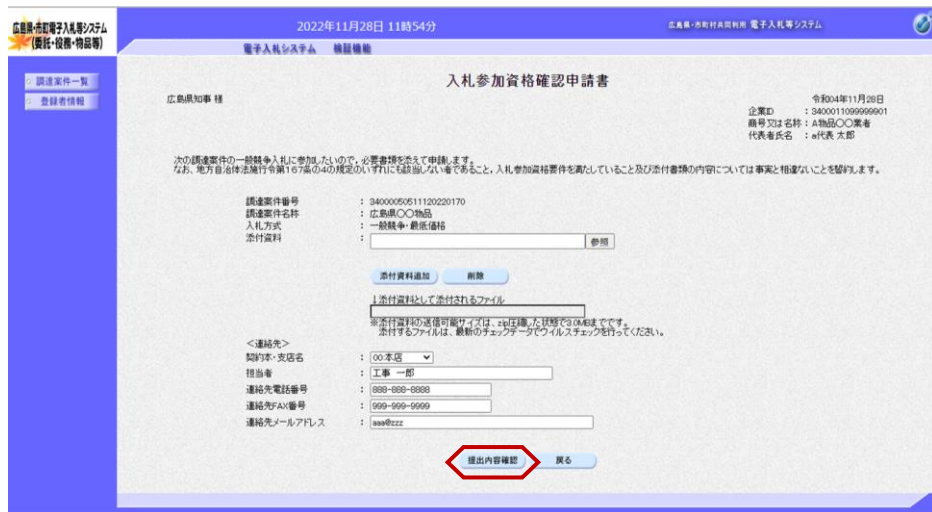 広島県・市町電子入札等システム
(委託・役務・物品等)
2022年11月28日 11時54分
広島県・市町村共同利用 電子入札等システム
電子入札システム 検証機能
調達案件一覧
登録者情報
入札参加資格確認申請書
広島県知事 様
令和04年11月28日
企業ID : 3400011099999901
商号又は名称 : A物品〇〇業者
代表者氏名 : a代表 太郎
次の調達案件の一般競争入札に参加したいので，必要書類を添えて申請します。
なお，地方自治体法施行令第167条の4の規定のいずれにも該当しない者であること，入札参加資格要件を満たしていること及び添付書類の内容については事実と相違ないことを誓約します。
調達案件番号 : 34000050511120220170
調達案件名称 : 広島県〇〇物品
入札方式 : 一般競争・最低価格
添付資料 :
参照
添付資料追加 削除
↓添付資料として添付されるファイル
※添付資料の送信可能サイズは、zip圧縮した状態で3.0MBまでです。
添付するファイルは、最新のチェックデータでウイルスチェックを行ってください。
<連絡先>
契約本・支店名 : 00:本店
担当者 : 工事 一郎
連絡先電話番号 : 888-888-8888
連絡先FAX番号 : 999-999-9999
連絡先メールアドレス : aaa@zzz
提出内容確認 戻る